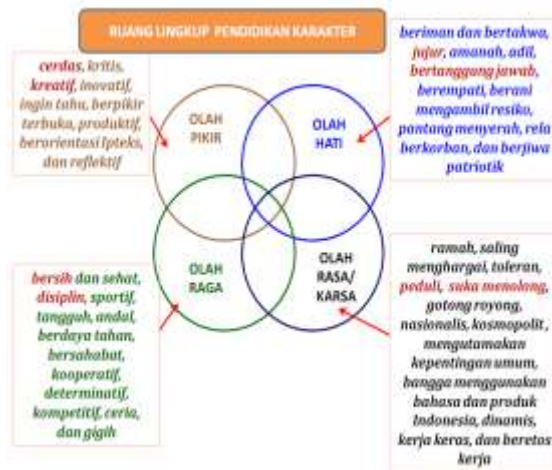 RUANG LINGKUP PENDIDIKAN KARAKTER
cerdas, kritis,
kreatif, inovatif,
ingin tahu, berpikir
terbuka, produktif,
berorientasi Ipteks,
dan reflektif
OLAH
PIKIR
OLAH
HATI
beriman dan bertakwa,
jujur, amanah, adil,
bertanggung jawab,
berempati, berani
mengambil resiko,
pantang menyerah, rela
berkorban, dan berjiwa
patriotik
bersih dan sehat,
disiplin, sportif,
tangguh, andal,
berdaya tahan,
bersahabat,
kooperatif,
determinatif,
kompetitif, ceria,
dan gigih
OLAH
RAGA
OLAH
RASA/
KARSA
ramah, saling
menghargai, toleran,
peduli, suka menolong,
gotong royong,
nasionalis, kosmopolit,
mengutamakan
kepentingan umum,
bangga menggunakan
bahasa dan produk
Indonesia, dinamis,
kerja keras, dan beretos
kerja